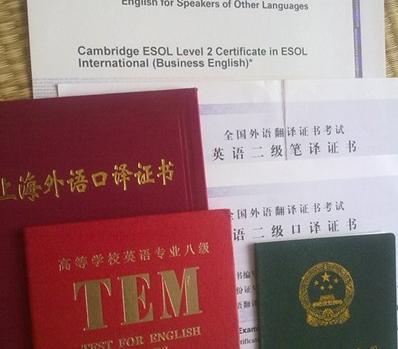 English for Speakers of Other Languages
Cambridge ESOL Level 2 Certificate in ESOL
International (Business English)*
上海外语口译证书
全国外语翻译证书考试
英语二级笔译证书
全国外语翻译证书考试
英语二级口译证书
高等学校英语专业八级
TEM
TEST FOR ENGLISH